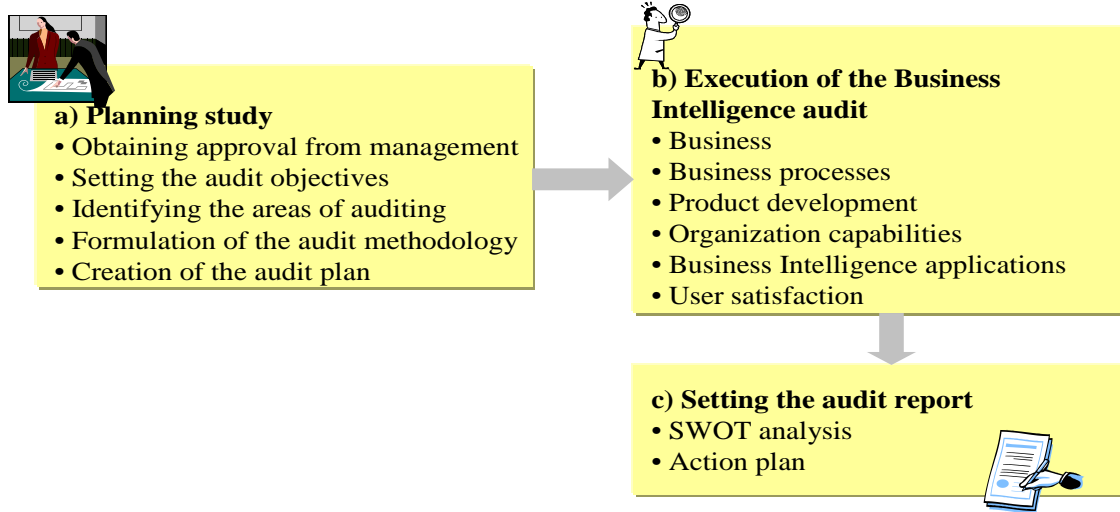 a) Planning study
• Obtaining approval from management
• Setting the audit objectives
• Identifying the areas of auditing
• Formulation of the audit methodology
• Creation of the audit plan
b) Execution of the Business
Intelligence audit
• Business
• Business processes
• Product development
• Organization capabilities
• Business Intelligence applications
• User satisfaction
c) Setting the audit report
• SWOT analysis
• Action plan